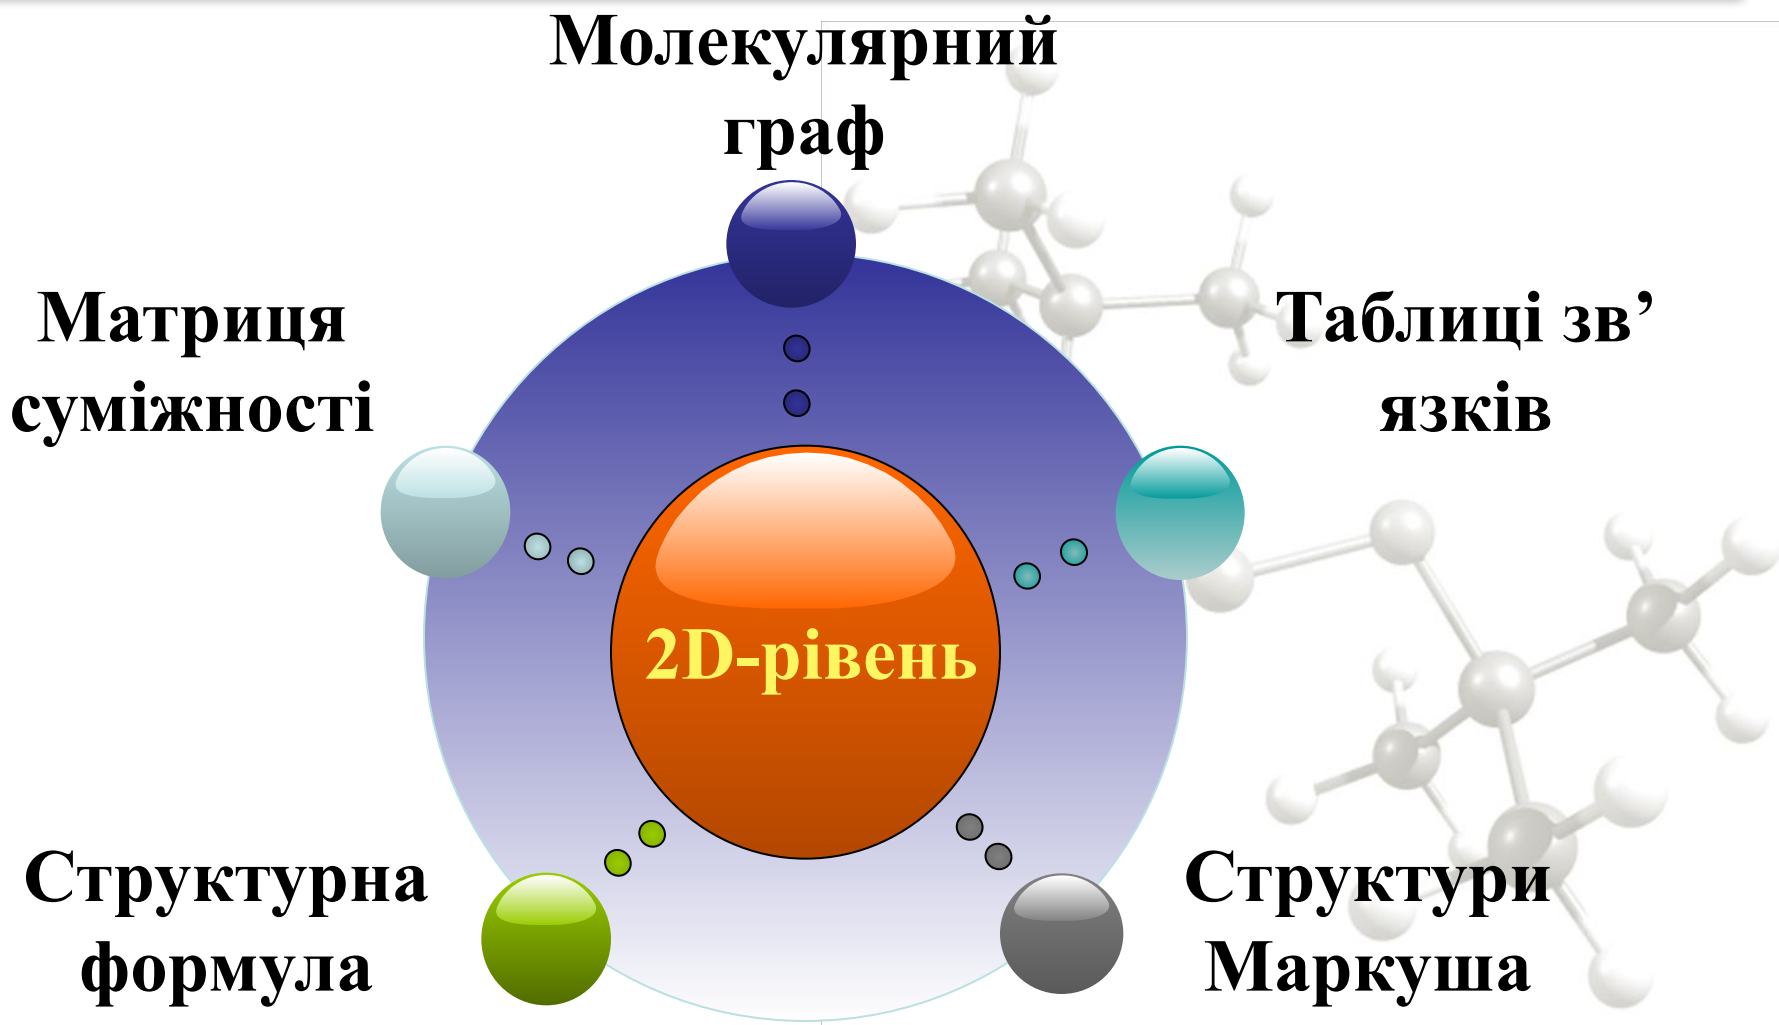 Молекулярний
граф
Матриця
суміжності
Таблиці зв’
язків
2D-рівень
Структурна
формула
Структури
Маркуша